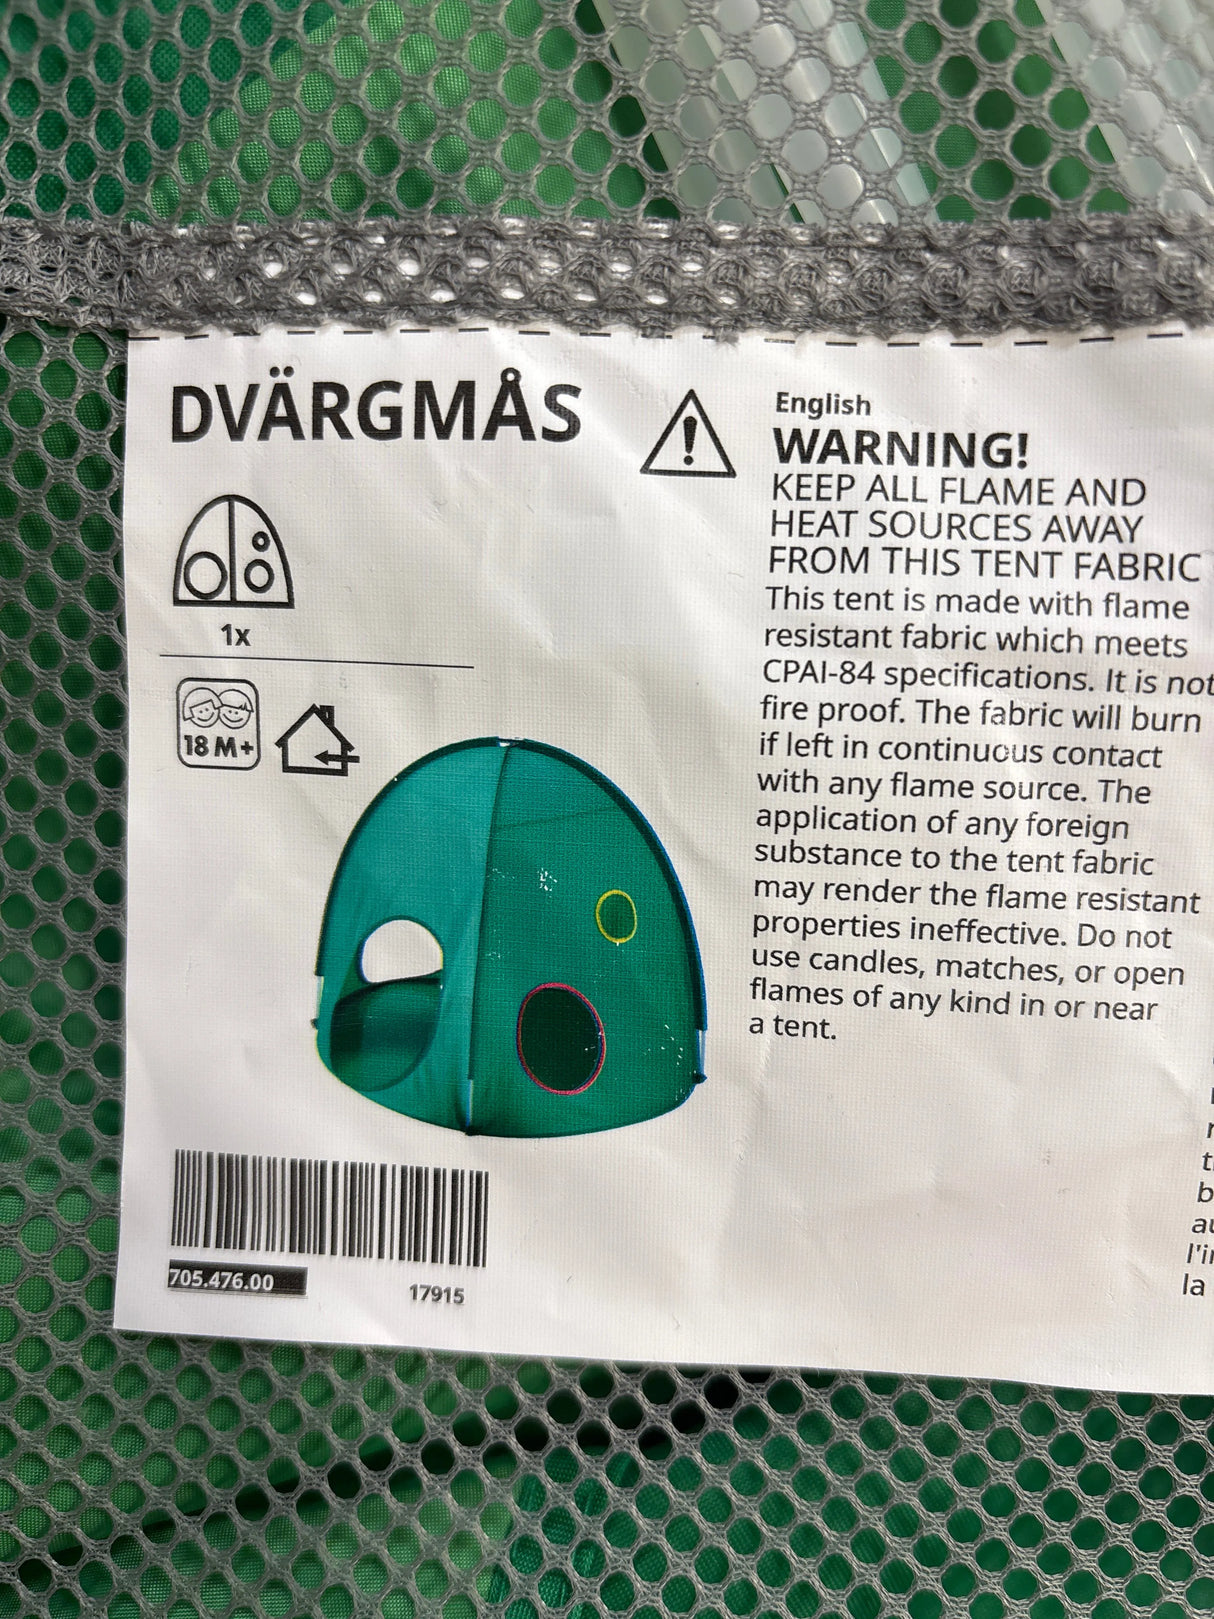 DVÄRGMÅS
1x
18 M+
705.476.00
17915
English
WARNING!
KEEP ALL FLAME AND
HEAT SOURCES AWAY
FROM THIS TENT FABRIC
This tent is made with flame
resistant fabric which meets
CPAI-84 specifications. It is not
fire proof. The fabric will burn
if left in continuous contact
with any flame source. The
application of any foreign
substance to the tent fabric
may render the flame resistant
properties ineffective. Do not
use candles, matches, or open
flames of any kind in or near
a tent.
la